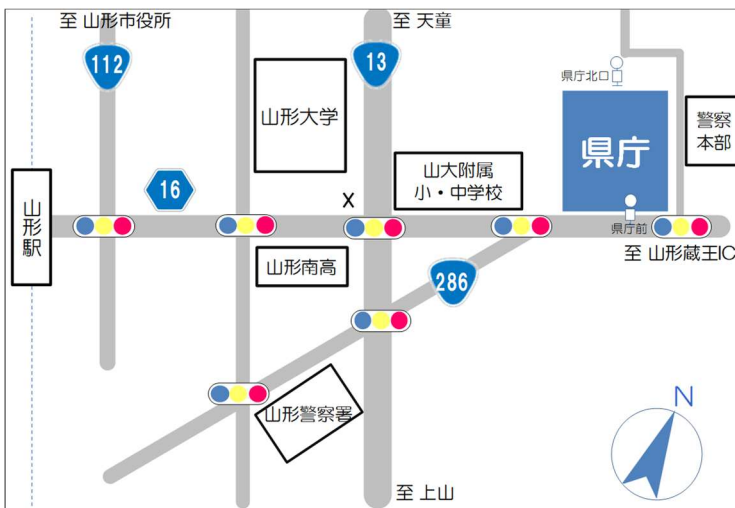 至 山形市役所
至 天童
112
13
県庁北口
山形大学
県庁
警察
本部
山大附属
小・中学校
16
X
山形駅
県庁前
至 山形蔵王IC
山形南高
286
山形警察署
N
至 上山